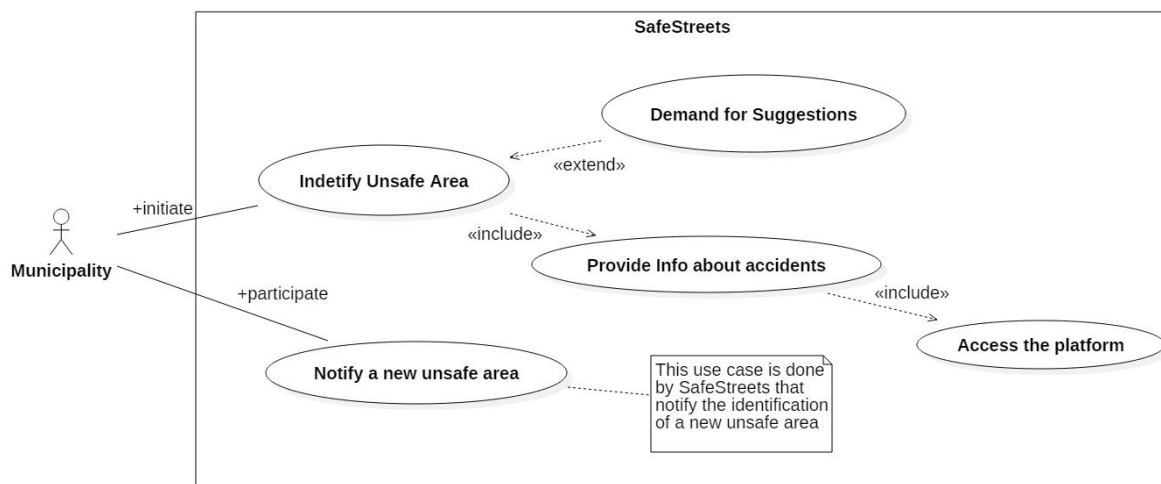 SafeStreets
Demand for Suggestions
«extend»
Indetify Unsafe Area
+initiate
«include»
Municipality
Provide Info about accidents
+participate
«include»
Access the platform
Notify a new unsafe area
This use case is done
by SafeStreets that
notify the identification
of a new unsafe area